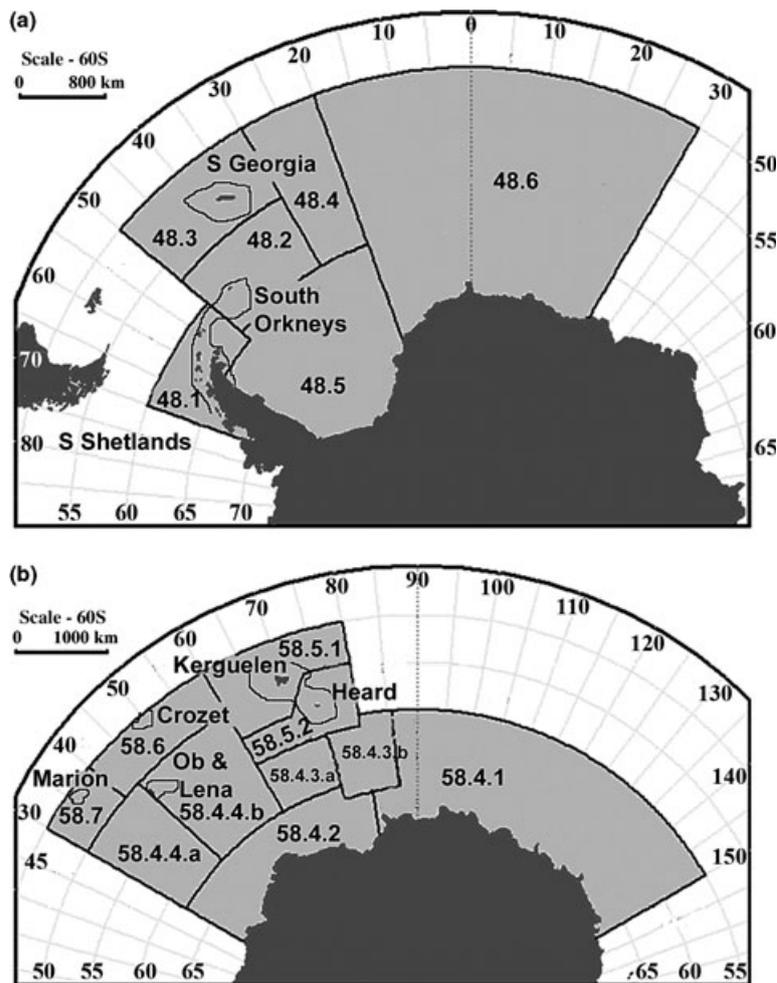 (a)
Scale - 60S
0 800 km
10 0 10
20 20
30 30
40
50
60
70
80
50
55
60
65
S Georgia
48.6
48.4
48.3
48.2
South
Orkneys
48.5
48.1
S Shetlands
55 60 65 70
(b)
Scale - 60S
0 1000 km
80 90 100
70 110
60 120
50 130
40 140
30 150
45
58.5.1
Kerguelen
Heard
Crozet
58.6
58.5.2
58.4.3.b
Ob &
Lena
58.4.3.a
58.4.1
Marion
58.7
58.4.4.b
58.4.2
58.4.4.a
50 55 60 65 65 60 55